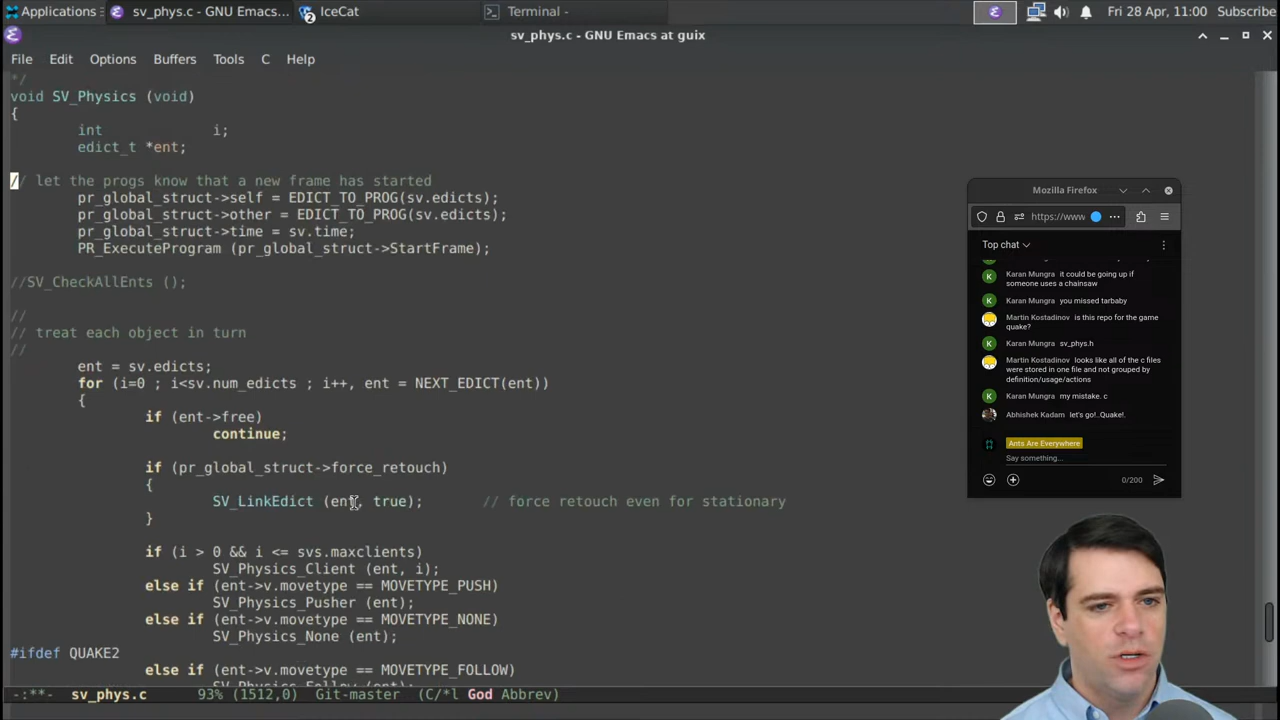 Applications
sv_phys.c - GNU Emacs...
2
IceCat
Terminal -
Fri 28 Apr, 11:00
Subscribe
sv_phys.c - GNU Emacs at guix
File Edit Options Buffers Tools C Help
*/
void SV_Physics (void)
{
int i;
edict_t *ent;
// let the progs know that a new frame has started
pr_global_struct->self = EDICT_TO_PROG(sv.edicts);
pr_global_struct->other = EDICT_TO_PROG(sv.edicts);
pr_global_struct->time = sv.time;
PR_ExecuteProgram (pr_global_struct->StartFrame);
//SV_CheckAllEnts ();
//
// treat each object in turn
//
ent = sv.edicts;
for (i=0 ; i<sv.num_edicts ; i++, ent = NEXT_EDICT(ent))
{
if (ent->free)
continue;
if (pr_global_struct->force_retouch)
{
SV_LinkEdict (ent, true); // force retouch even for stationary
}
if (i > 0 && i <= svs.maxclients)
SV_Physics_Client (ent, i);
else if (ent->v.movetype == MOVETYPE_PUSH)
SV_Physics_Pusher (ent);
else if (ent->v.movetype == MOVETYPE_NONE)
SV_Physics_None (ent);
#ifdef QUAKE2
else if (ent->v.movetype == MOVETYPE_FOLLOW)
SV_Physics_Follow (ent);
-:**- sv_phys.c 93% (1512,0) Git-master (C/*l God Abbrev)
Mozilla Firefox
https://www
Top chat
K
K Karan Mungra it could be going up if
someone uses a chainsaw
K Karan Mungra you missed tarbaby
Martin Kostadinov is this repo for the game
quake?
K Karan Mungra sv_phys.h
Martin Kostadinov looks like all of the c files
were stored in one file and not grouped by
definition/usage/actions
K Karan Mungra my mistake. c
Abhishek Kadam let's go!..Quake!.
Ants Are Everywhere
Say something...
0/200